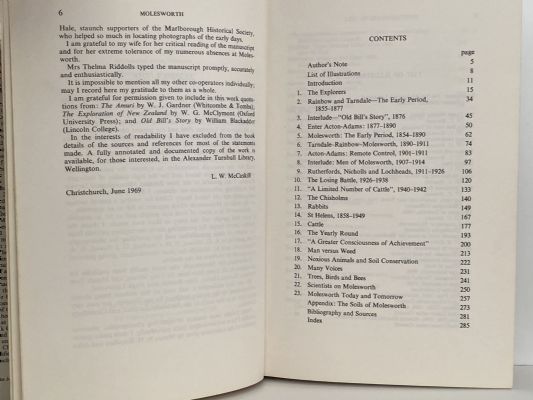 6 MOLESWORTH
Hale, staunch supporters of the Marlborough Historical Society,
who helped so much in locating photographs of the early days.
I am grateful to my wife for her critical reading of the manuscript
and for her extreme tolerance of my numerous absences at Moles-
worth.
Mrs Thelma Riddolls typed the manuscript promptly, accurately
and enthusiastically.
It is impossible to mention all my other co-operators individually;
may I record here my gratitude to them as a whole.
I am grateful for permission given to include in this work quota-
tions from: The Amuri by W. J. Gardner (Whitcombe & Tombs);
The Exploration of New Zealand by W. G. McClymont (Oxford
University Press); and Old Bill's Story by William Blackadder
(Lincoln College).
In the interests of readability I have excluded from the book
details of the sources and references for most of the statements
made. A fully annotated and documented copy of the work is
available, for those interested, in the Alexander Turnbull Library,
Wellington.
L. W. McCaskill
Christchurch, June 1969
CONTENTS
page
Author's Note 5
List of Illustrations 8
Introduction 11
1. The Explorers 15
2. Rainbow and Tarndale—The Early Period,
1855-1877 34
3. Interlude—"Old Bill's Story", 1876 45
4. Enter Acton-Adams: 1877-1890 50
5. Molesworth: The Early Period, 1854-1890 62
6. Tarndale-Rainbow-Molesworth, 1890-1911 74
7. Acton-Adams: Remote Control, 1901-1911 83
8. Interlude: Men of Molesworth, 1907-1914 94
9. Rutherfords, Nicholls and Lochheads, 1911-1926 106
10. The Losing Battle, 1926-1938 120
11. "A Limited Number of Cattle", 1940-1942 133
12. The Chisholms 140
13. Rabbits 149
14. St Helens, 1858-1949 167
15. Cattle 177
16. The Yearly Round 193
17. "A Greater Consciousness of Achievement" 200
18. Man versus Weed 213
19. Noxious Animals and Soil Conservation 222
20. Many Voices 231
21. Trees, Birds and Bees 241
22. Scientists on Molesworth 250
23. Molesworth Today and Tomorrow 257
Appendix: The Soils of Molesworth 273
Bibliography and Sources 281
Index 285